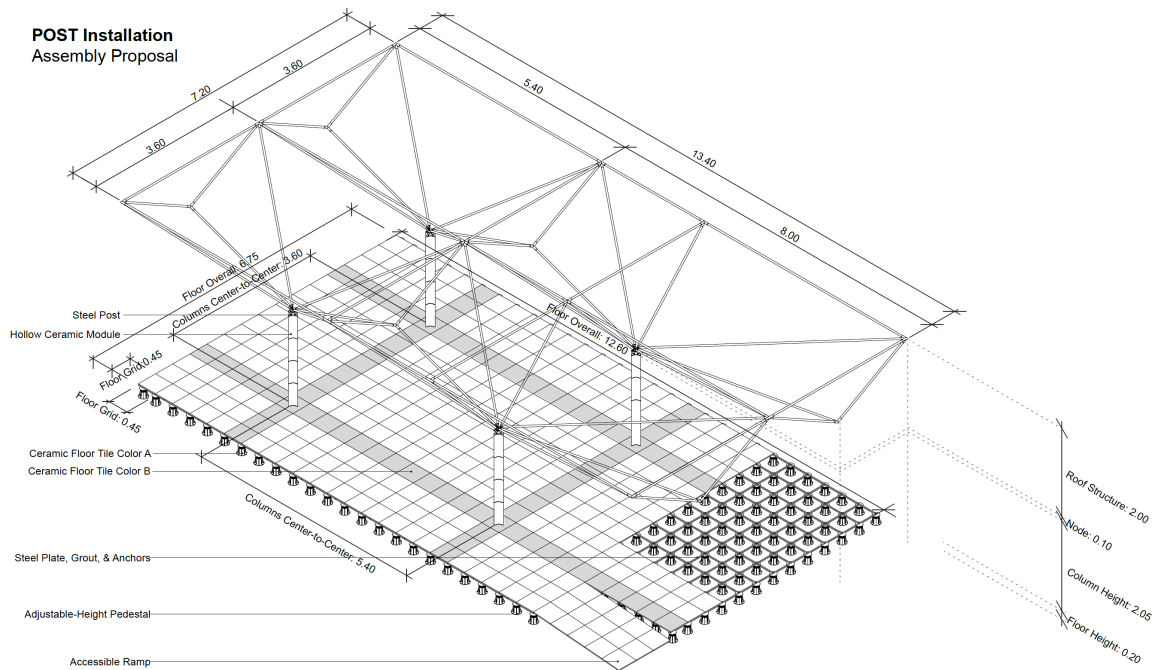 POST Installation
Assembly Proposal
7.20
3.60
3.60
5.40
13.40
8.00
Floor Overall: 6.75
Columns Center-to-Center: 3.60
Floor Overall: 12.60
Steel Post
Hollow Ceramic Module
Floor Grid:0.45
Floor Grid: 0.45
Ceramic Floor Tile Color A
Ceramic Floor Tile Color B
Columns Center-to-Center: 5.40
Steel Plate, Grout, & Anchors
Adjustable-Height Pedestal
Accessible Ramp
Roof Structure: 2.00
Node: 0.10
Column Height: 2.05
Floor Height: 0.20